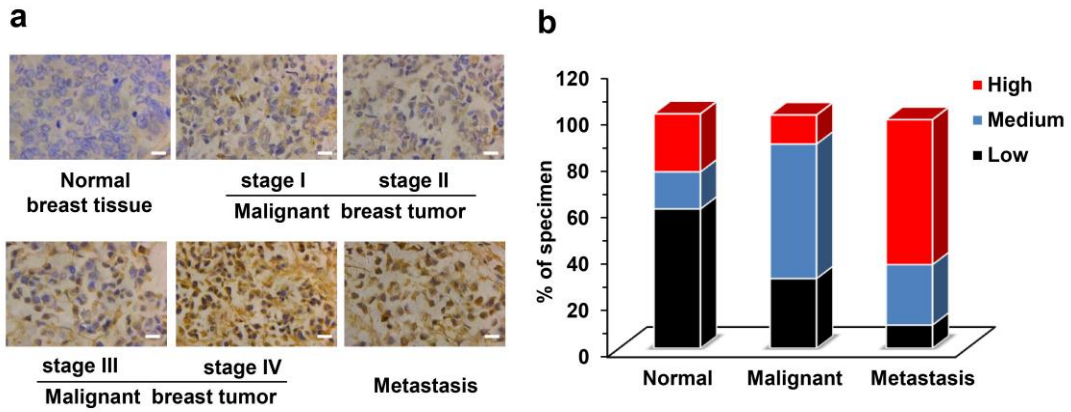 a
Normal
breast tissue
stage I stage II
Malignant breast tumor
stage III stage IV
Malignant breast tumor
Metastasis
b
% of specimen
120
100
80
60
40
20
0
Normal Malignant Metastasis
High
Medium
Low